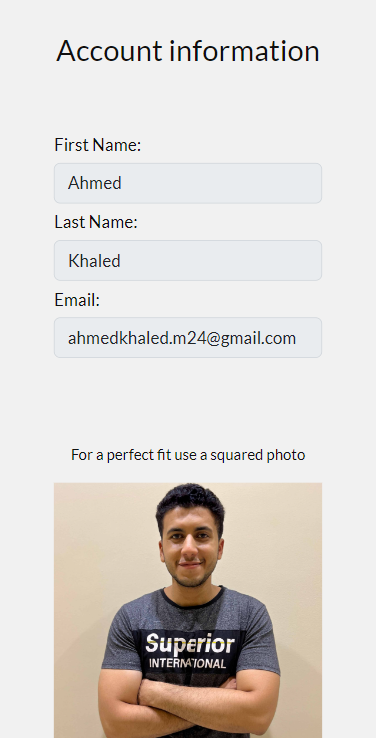 Account information
First Name:
Ahmed
Last Name:
Khaled
Email:
ahmedkhaled.m24@gmail.com
For a perfect fit use a squared photo
Superior
INTERNATIONAL